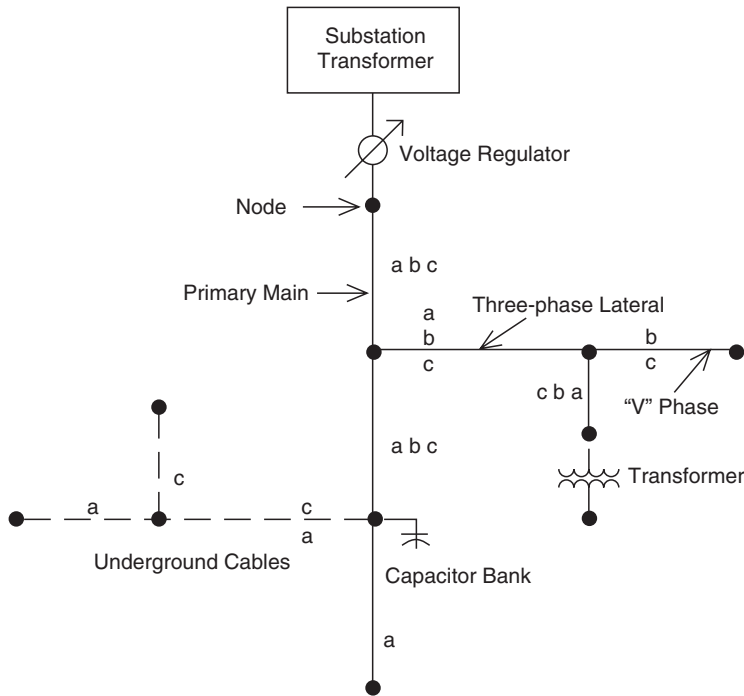 Substation
Transformer
Voltage Regulator
Node
a b c
Primary Main
Three-phase Lateral
a
b
c
b
c
c b a
"V" Phase
a b c
Transformer
c
a
c
a
Underground Cables
Capacitor Bank
a